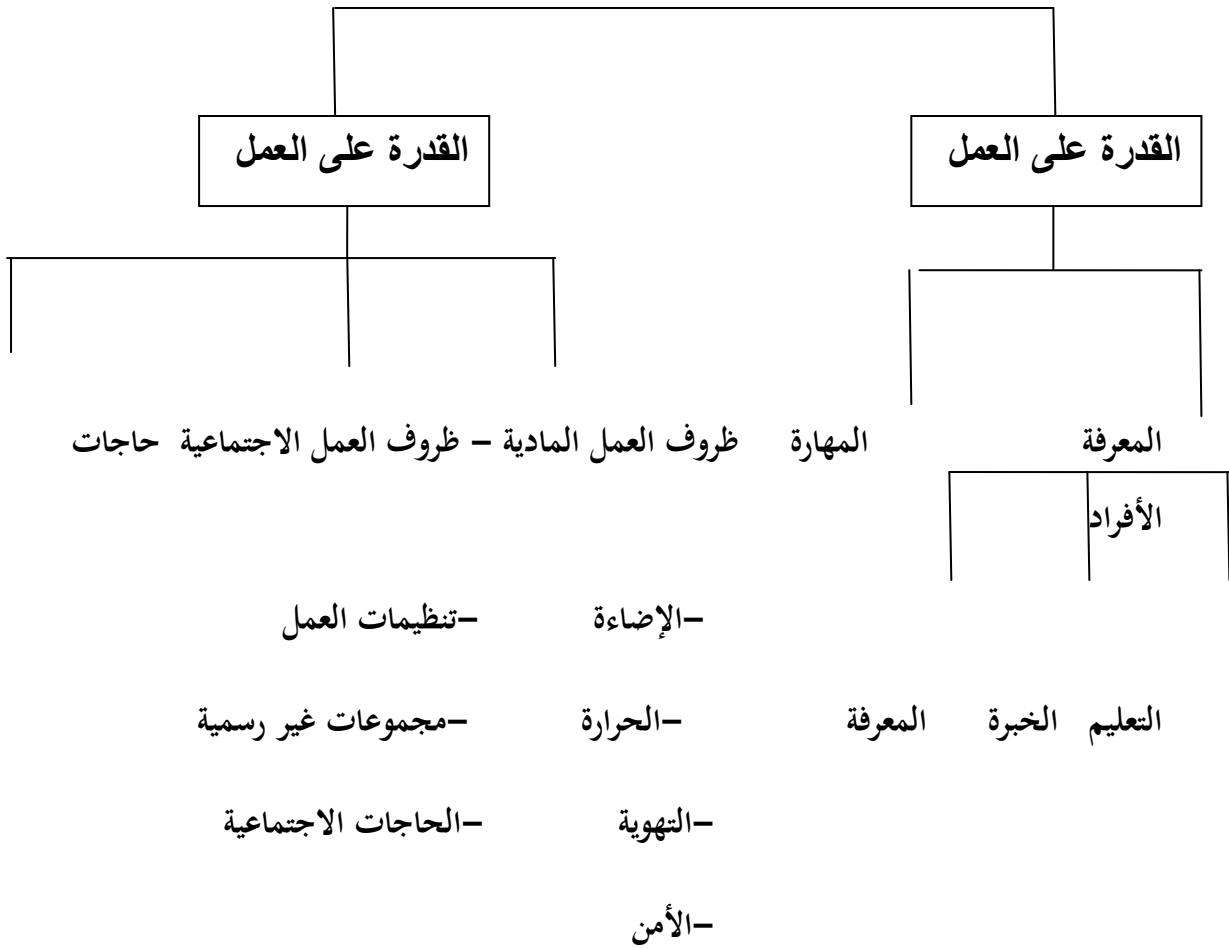 القدرة على العمل القدرة على العمل
المعرفة المهارة ظروف العمل المادية – ظروف العمل الاجتماعية حاجات
الأفراد
–الإضاءة –تنظيمات العمل
التعليم الخبرة المعرفة –الحرارة –مجموعات غير رسمية
–التهوية –الحاجات الاجتماعية
–الأمن